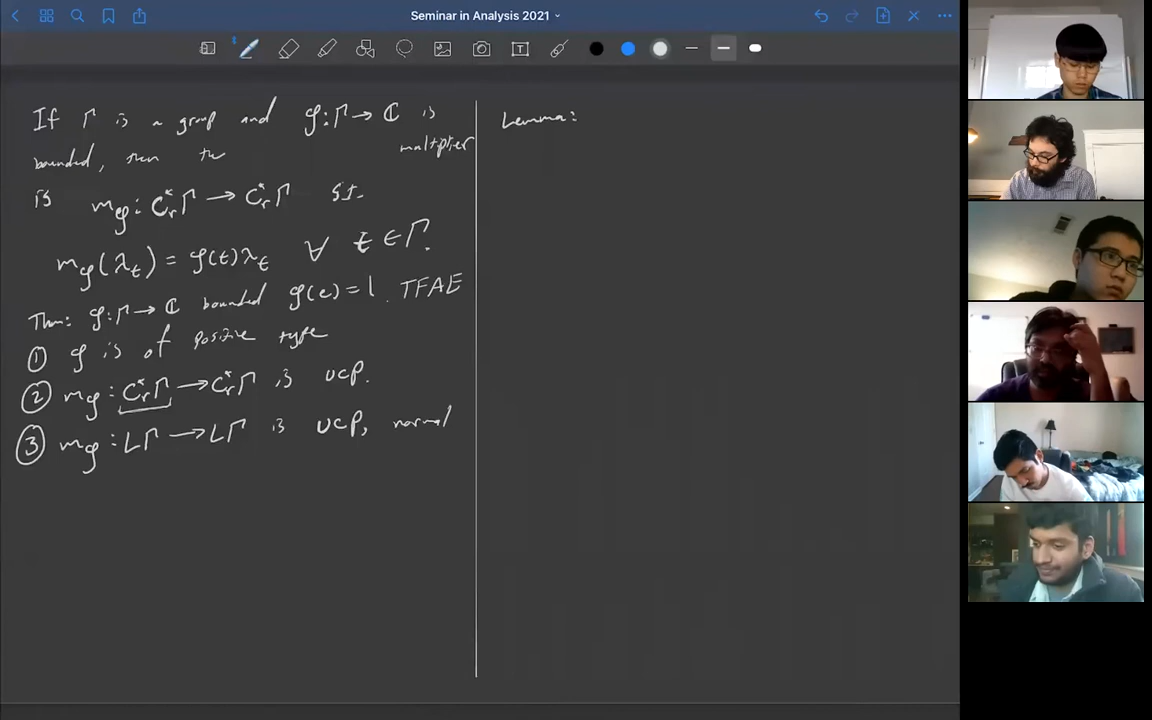 Seminar in Analysis 2021
If Γ is a group and φ: Γ → ℂ is
bounded, then the multiplier
is m_φ: C*_r Γ → C*_r Γ s.t.
m_φ(λ_t) = φ(t)λ_t ∀ t ∈ Γ.
Thm: φ: Γ → ℂ bounded φ(e) = 1. TFAE
① φ is of positive type
② m_φ: C*_r Γ → C*_r Γ is UCP.
③ m_φ: LΓ → LΓ is UCP, normal
Lemma: